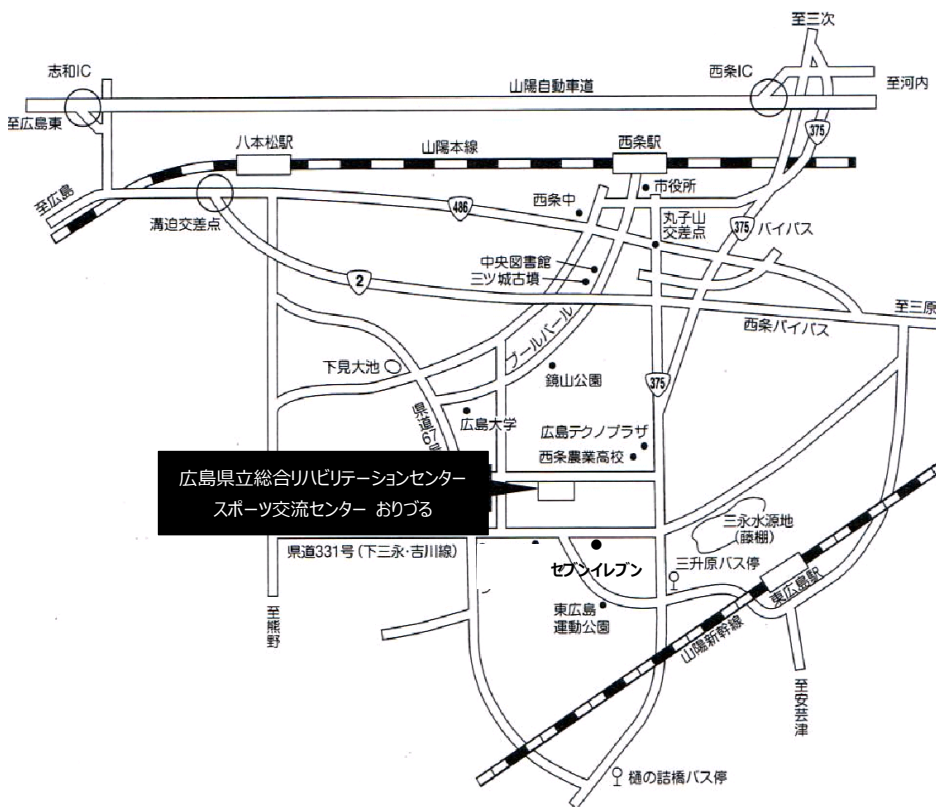 至三次
志和IC
西条IC
山陽自動車道
至河内
至広島東
375
八本松駅
山陽本線
西条駅
市役所
至広島
西条中
486
丸子山
交差点
375
バイパス
溝迫交差点
中央図書館
三ツ城古墳
2
至三原
西条バイパス
ブールバール
下見大池
鏡山公園
375
広島大学
広島テクノプラザ
西条農業高校
広島県立総合リハビリテーションセンター
スポーツ交流センター おりづる
三永水源地
(藤棚)
県道331号(下三永・吉川線)
セブンイレブン
三升原バス停
東広島駅
至熊野
東広島
運動公園
山陽新幹線
至安芸津
樋の詰橋バス停